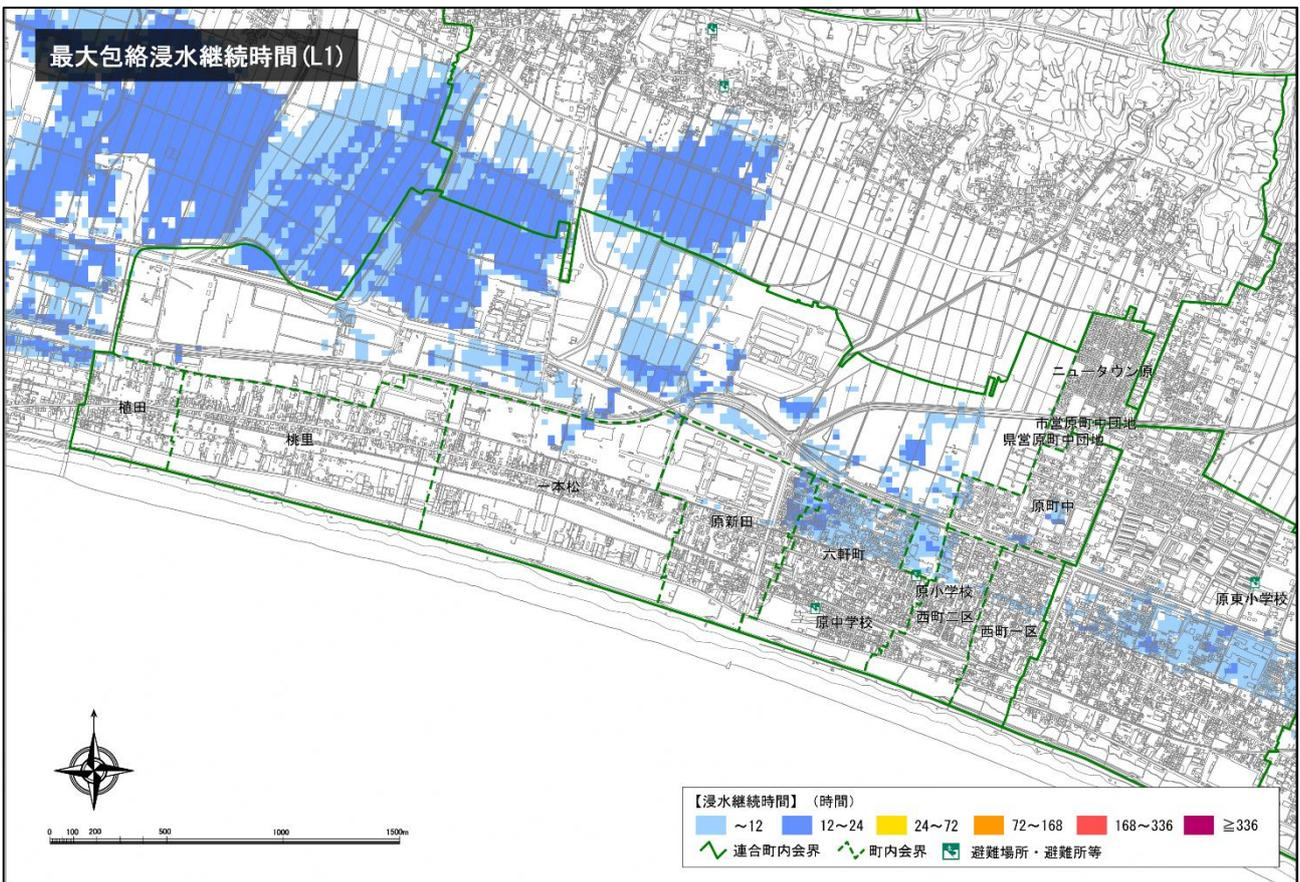 最大包絡浸水継続時間(L1)
ニュータウン原
市営原町中団地
県営原町中団地
植田
桃里
一本松
原新田
原町中
六軒町
原小学校
原東小学校
原中学校
西町二区
西町一区
0 100 200 500 1000 1500m
【浸水継続時間】（時間）
～12 12～24 24～72 72～168 168～336 ≧336
連合町内会界 町内会界 避難場所・避難所等